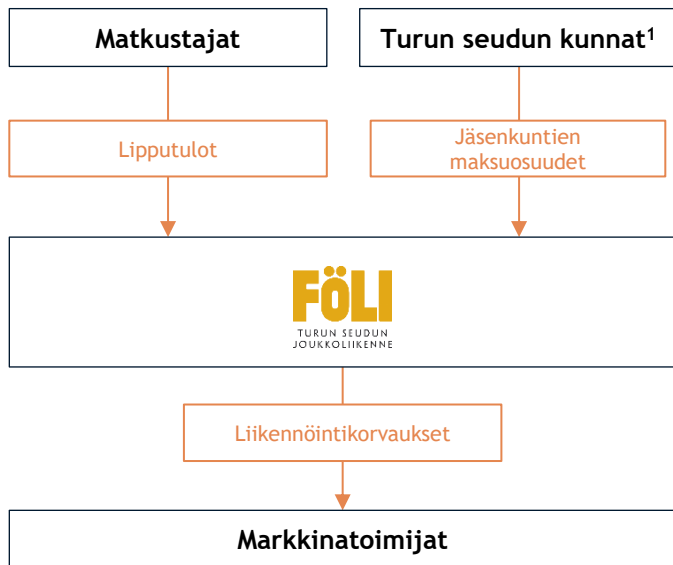 Matkustajat
Turun seudun kunnat¹
Lipputulot
Jäsenkuntien
maksuosuudet
FÖLI
TURUN SEUDUN
JOUKKOLIIKENNE
Liikennöintikorvaukset
Markkinatoimijat